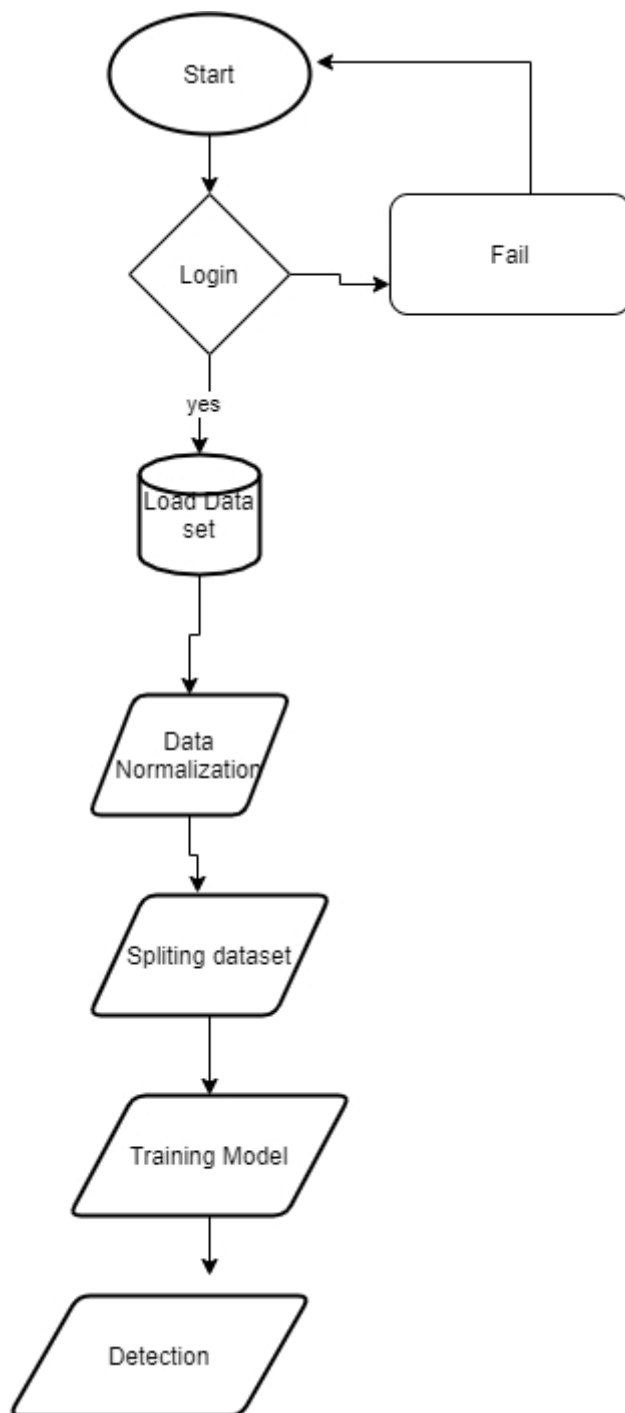 Start
Login
Fail
yes
Load Data
set
Data
Normalization
Spliting dataset
Training Model
Detection